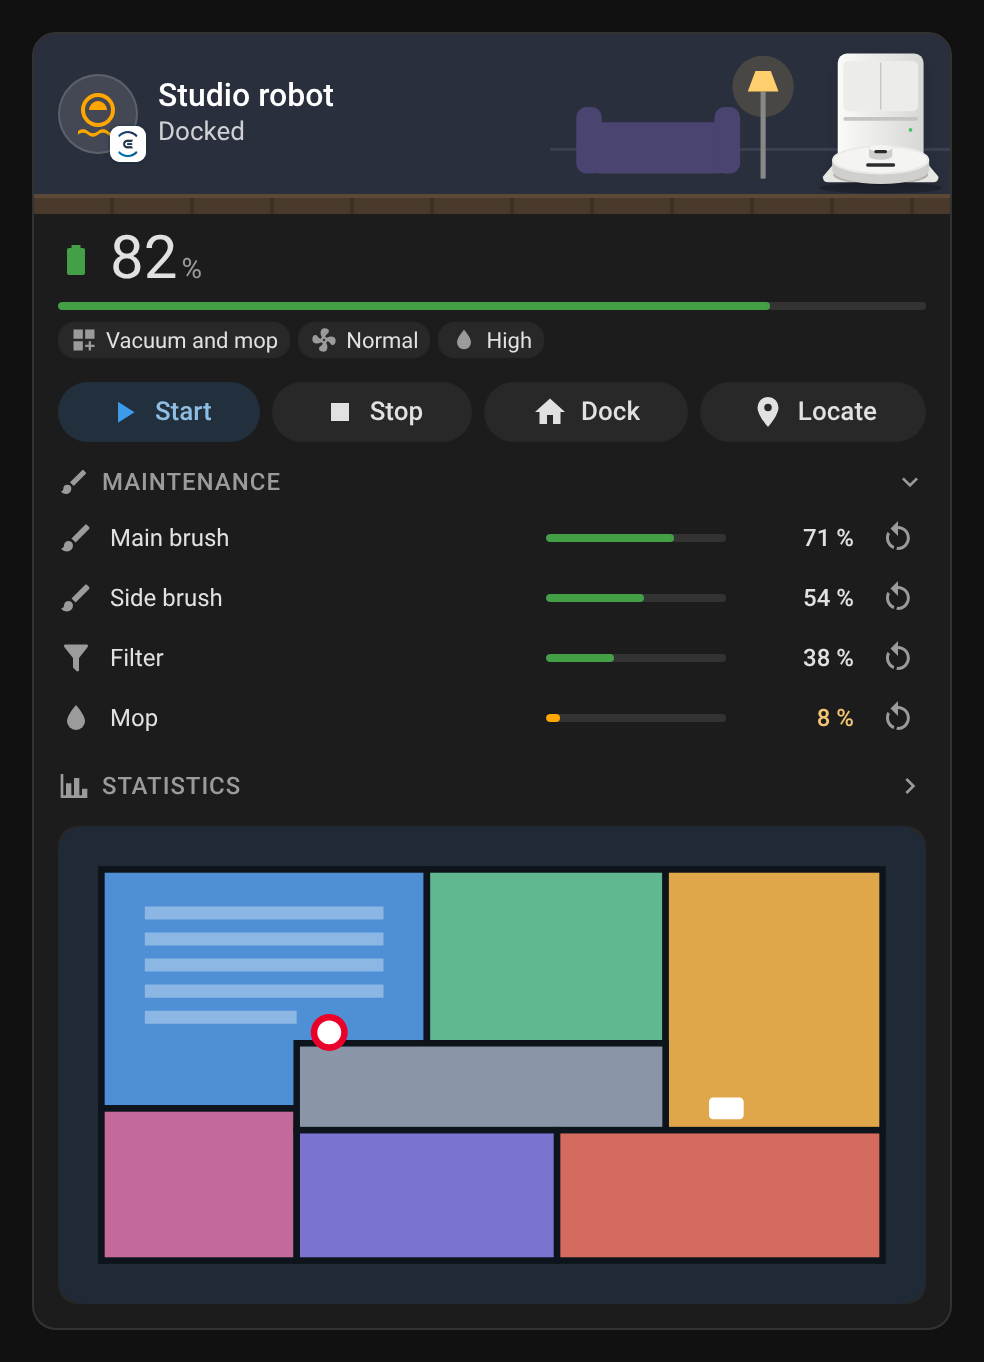 Studio robot
Docked
82 %
Vacuum and mop Normal High
Start Stop Dock Locate
MAINTENANCE
Main brush 71 %
Side brush 54 %
Filter 38 %
Mop 8 %
STATISTICS